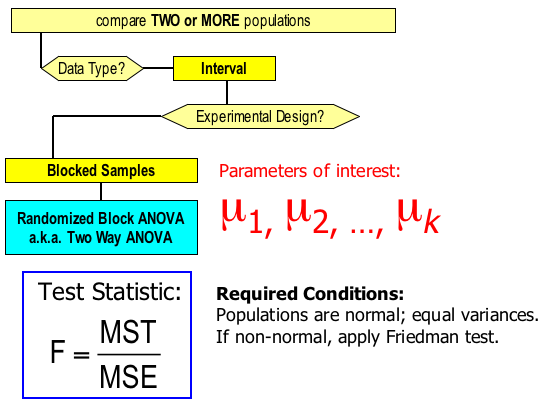 compare TWO or MORE populations
Data Type?
Interval
Experimental Design?
Blocked Samples
Randomized Block ANOVA
a.k.a. Two Way ANOVA
Parameters of interest:
μ1, μ2, …, μk
Test Statistic:
F = MST
MSE
Required Conditions:
Populations are normal; equal variances.
If non-normal, apply Friedman test.